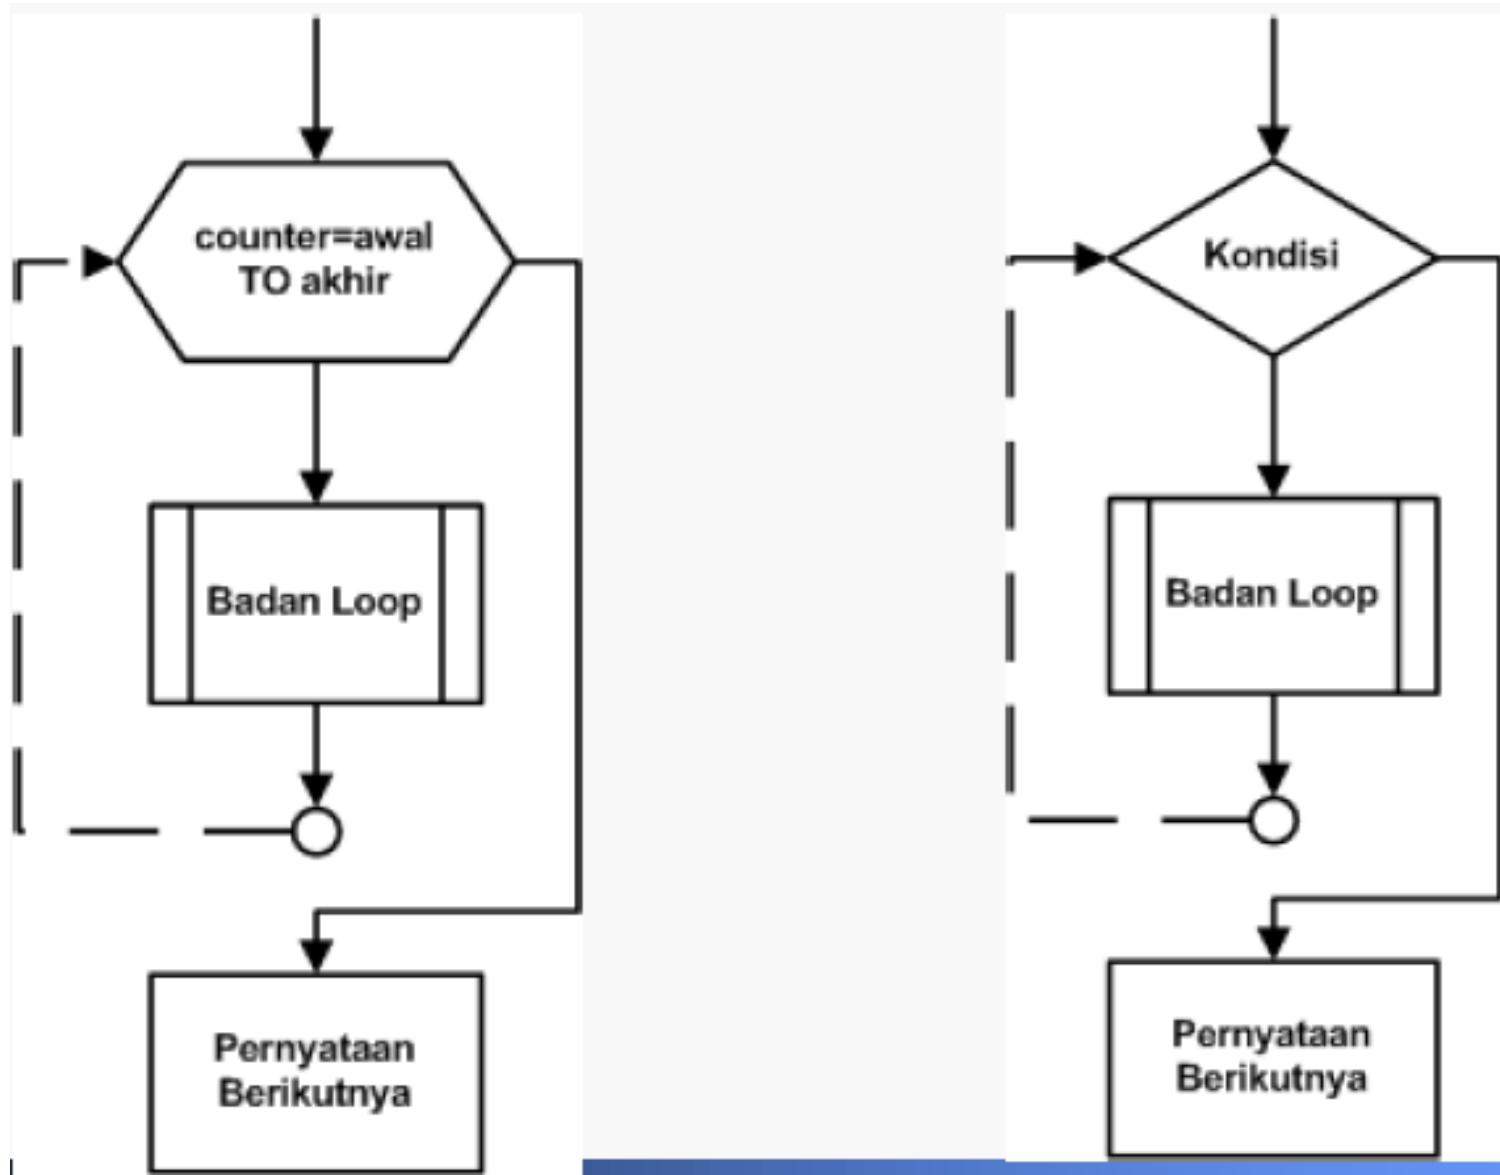 counter=awal
TO akhir
Badan Loop
Pernyataan
Berikutnya
Kondisi
Badan Loop
Pernyataan
Berikutnya